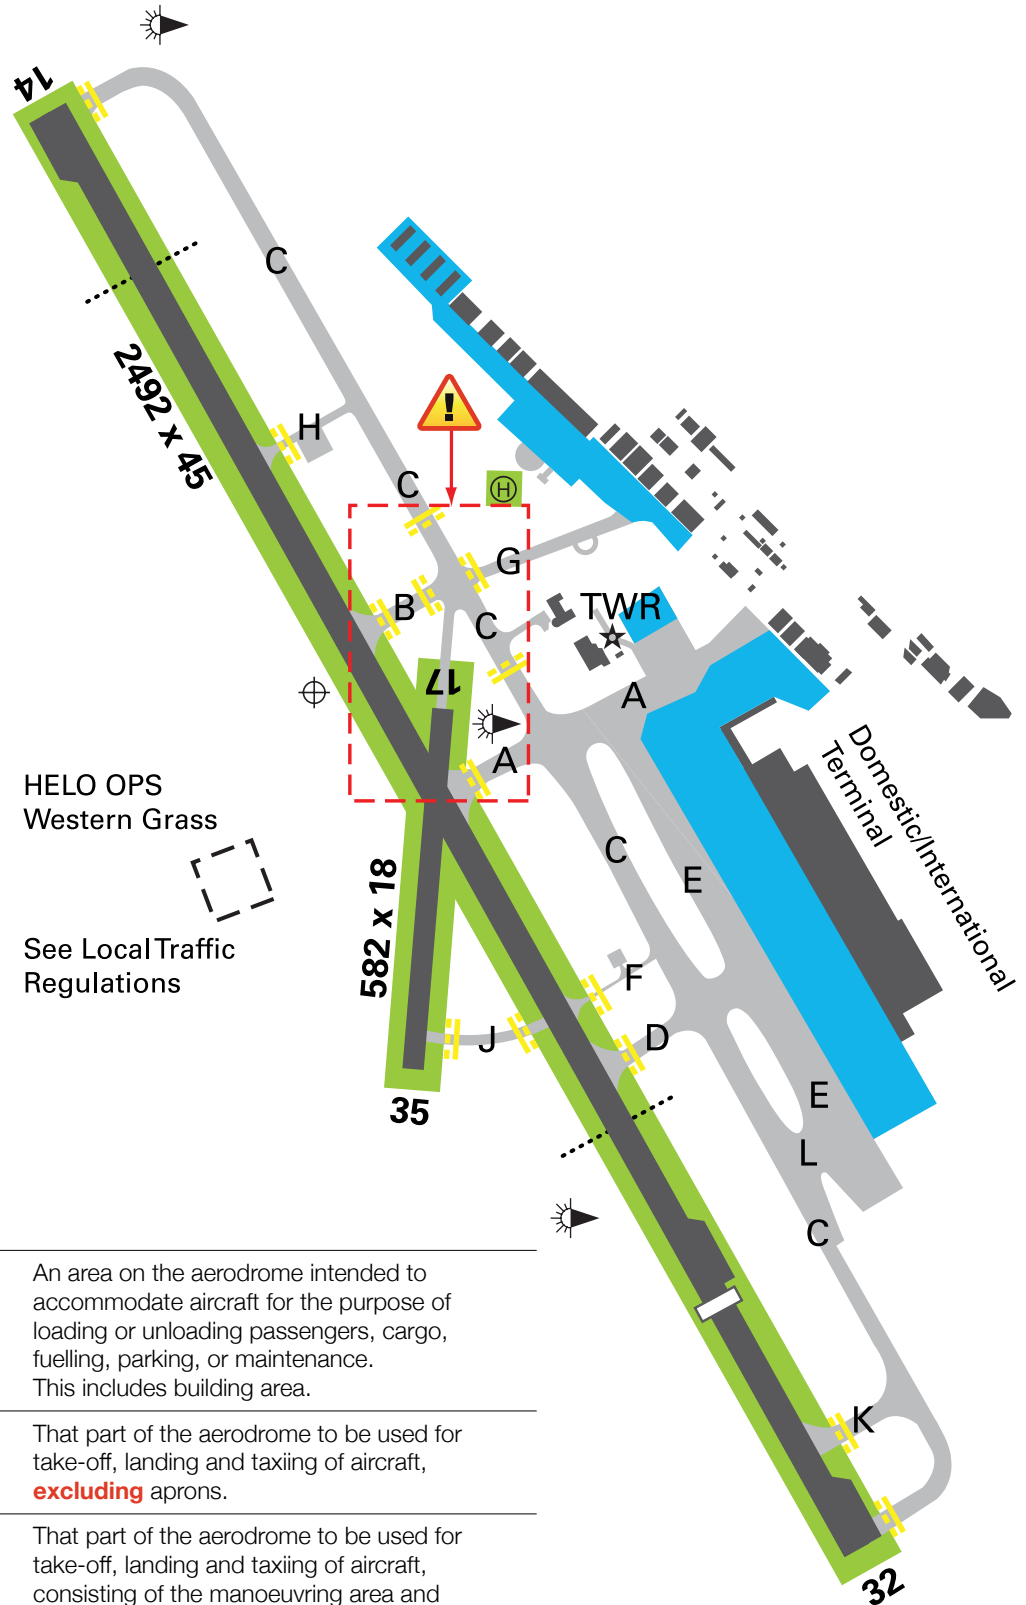 14
C
2492 x 45
H
!
C
H
G
B
TWR
C
17
A
A
Domestic/International
Terminal
HELO OPS
Western Grass
See Local Traffic
Regulations
582 x 18
C
E
F
J
D
35
E
L
C
An area on the aerodrome intended to
accommodate aircraft for the purpose of
loading or unloading passengers, cargo,
fuelling, parking, or maintenance.
This includes building area.
That part of the aerodrome to be used for
take-off, landing and taxiing of aircraft,
excluding aprons.
That part of the aerodrome to be used for
take-off, landing and taxiing of aircraft,
consisting of the manoeuvring area and
K
32